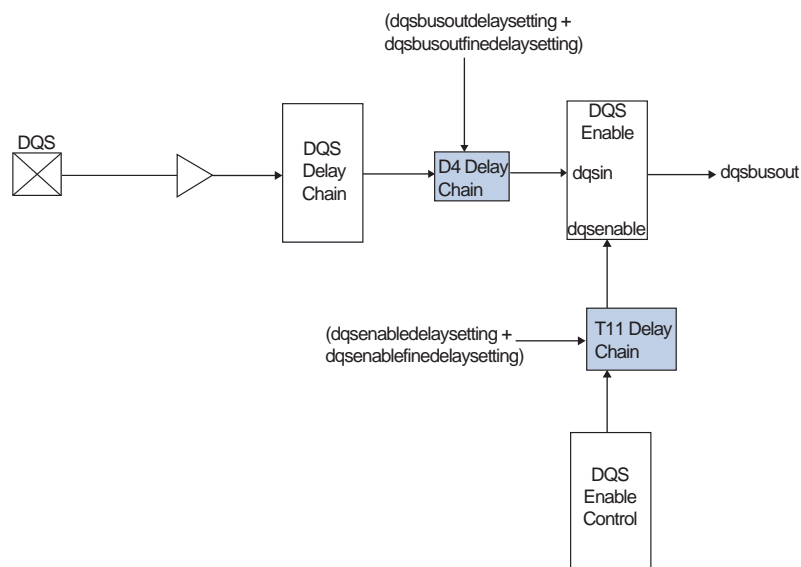 (dqsbusoutdelaysetting +
dqsbusoutfinedelaysetting)
DQS
DQS
Delay
Chain
D4 Delay
Chain
DQS
Enable
dqsin
dqsenable
dqsbusout
(dqsenabledelaysetting +
dqsenablefinedelaysetting)
T11 Delay
Chain
DQS
Enable
Control